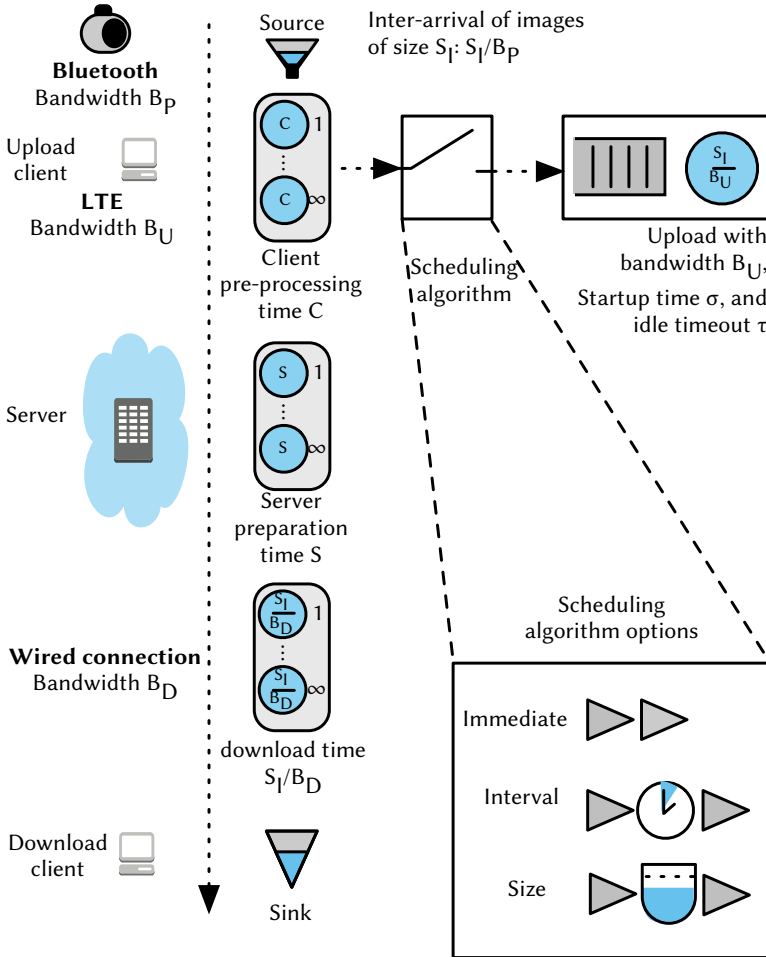 Source
Inter-arrival of images
of size S_I: S_I/B_P
Bluetooth
Bandwidth B_P
C 1
C ∞
Upload
client
LTE
Bandwidth B_U
S_I
B_U
Client
pre-processing
time C
Scheduling
algorithm
Upload with
bandwidth B_U,
Startup time σ, and
idle timeout τ
Server
S 1
S ∞
Server
preparation
time S
S_I
B_D
1
S_I
B_D
∞
Wired connection
Bandwidth B_D
download time
S_I/B_D
Scheduling
algorithm options
Immediate
Interval
Size
Download
client
Sink